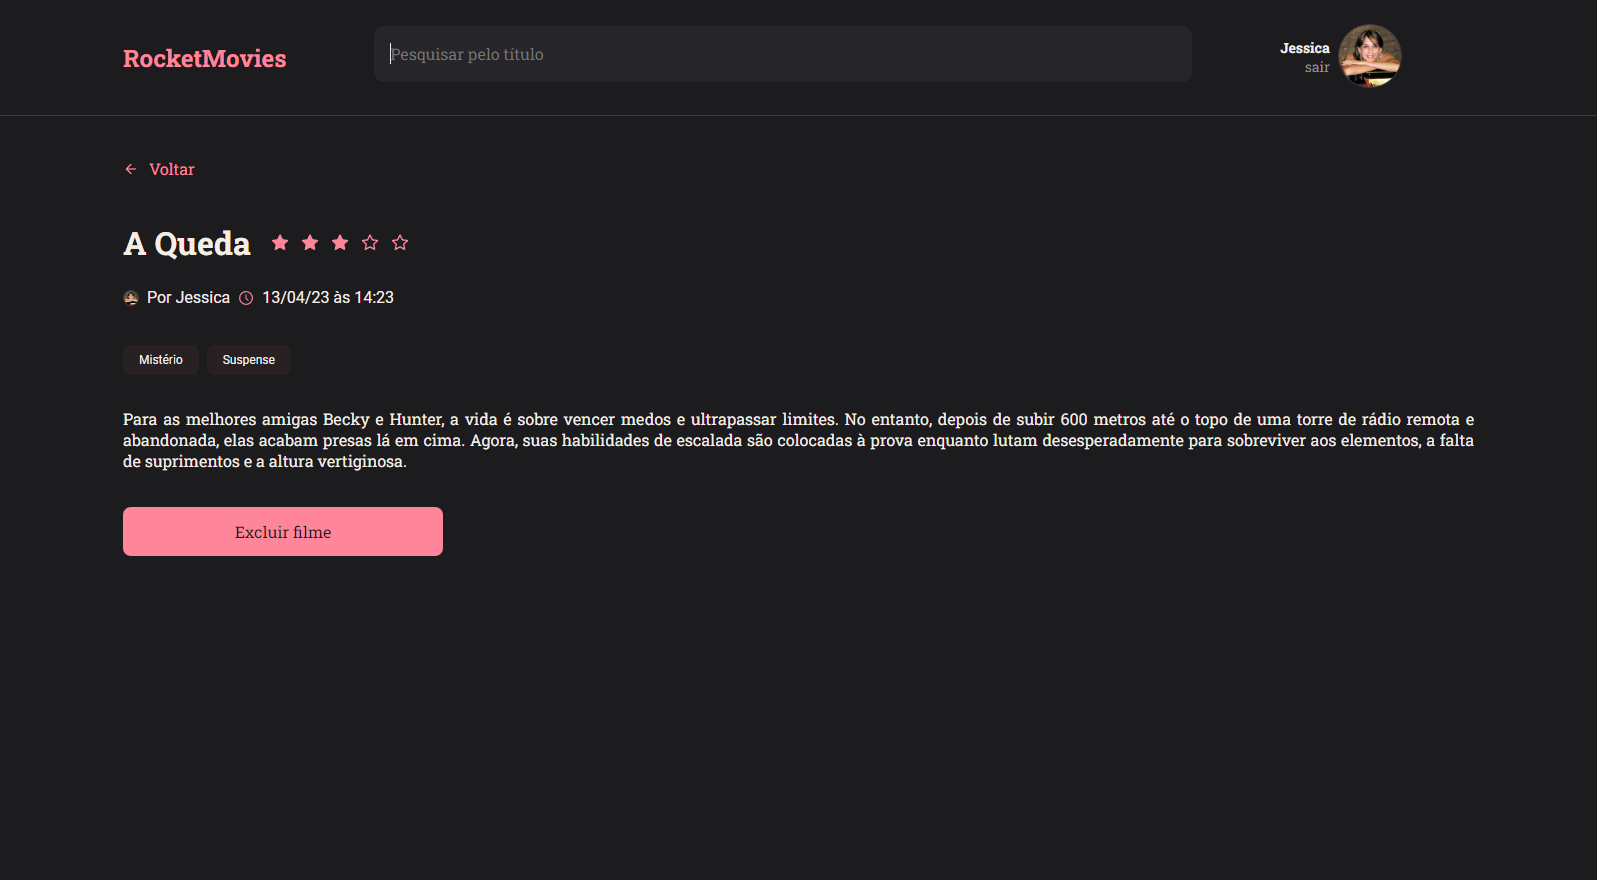 RocketMovies
Pesquisar pelo título
Jessica
sair
Voltar
A Queda
Por Jessica 13/04/23 às 14:23
Mistério Suspense
Para as melhores amigas Becky e Hunter, a vida é sobre vencer medos e ultrapassar limites. No entanto, depois de subir 600 metros até o topo de uma torre de rádio remota e
abandonada, elas acabam presas lá em cima. Agora, suas habilidades de escalada são colocadas à prova enquanto lutam desesperadamente para sobreviver aos elementos, a falta
de suprimentos e a altura vertiginosa.
Excluir filme